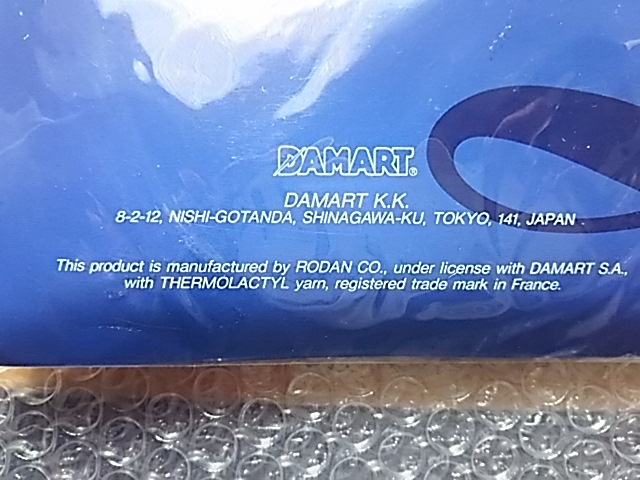 DAMART®
DAMART K.K.
8-2-12, NISHI-GOTANDA, SHINAGAWA-KU, TOKYO, 141, JAPAN
This product is manufactured by RODAN CO., under license with DAMART S.A.,
with THERMOLACTYL yarn, registered trade mark in France.